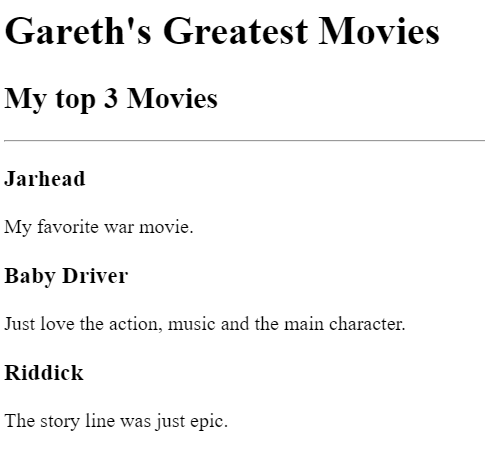 Gareth's Greatest Movies
My top 3 Movies
Jarhead
My favorite war movie.
Baby Driver
Just love the action, music and the main character.
Riddick
The story line was just epic.